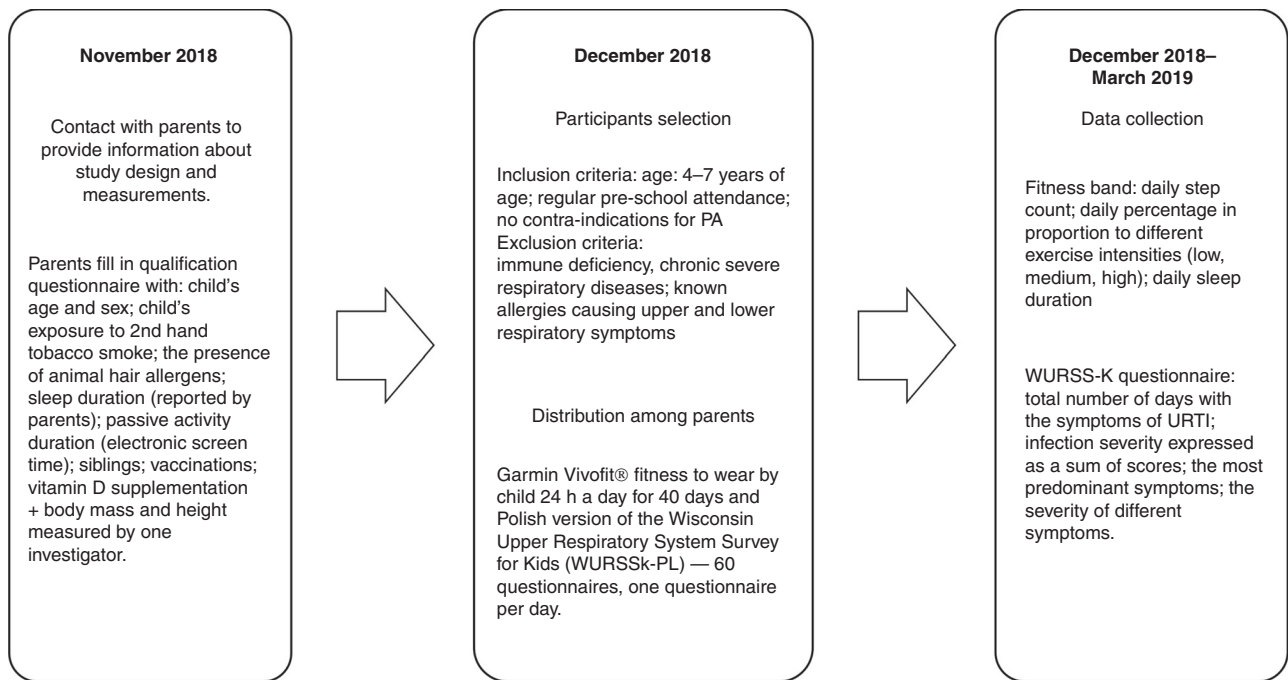 November 2018
Contact with parents to
provide information about
study design and
measurements.
Parents fill in qualification
questionnaire with: child's
age and sex; child's
exposure to 2nd hand
tobacco smoke; the presence
of animal hair allergens;
sleep duration (reported by
parents); passive activity
duration (electronic screen
time); siblings; vaccinations;
vitamin D supplementation
+ body mass and height
measured by one
investigator.
December 2018
Participants selection
Inclusion criteria: age: 4–7 years of
age; regular pre-school attendance;
no contra-indications for PA
Exclusion criteria:
immune deficiency, chronic severe
respiratory diseases; known
allergies causing upper and lower
respiratory symptoms
Distribution among parents
Garmin Vivofit® fitness to wear by
child 24 h a day for 40 days and
Polish version of the Wisconsin
Upper Respiratory System Survey
for Kids (WURSSk-PL) — 60
questionnaires, one questionnaire
per day.
December 2018–
March 2019
Data collection
Fitness band: daily step
count; daily percentage in
proportion to different
exercise intensities (low,
medium, high); daily sleep
duration
WURSS-K questionnaire:
total number of days with
the symptoms of URTI;
infection severity expressed
as a sum of scores; the most
predominant symptoms; the
severity of different
symptoms.